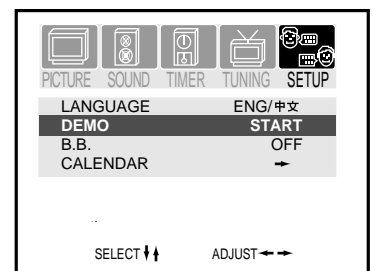 PICTURE SOUND TIMER TUNING SETUP
LANGUAGE ENG/中文
DEMO START
B.B. OFF
CALENDAR →
SELECT ⬇⬆ ADJUST ⬅➡